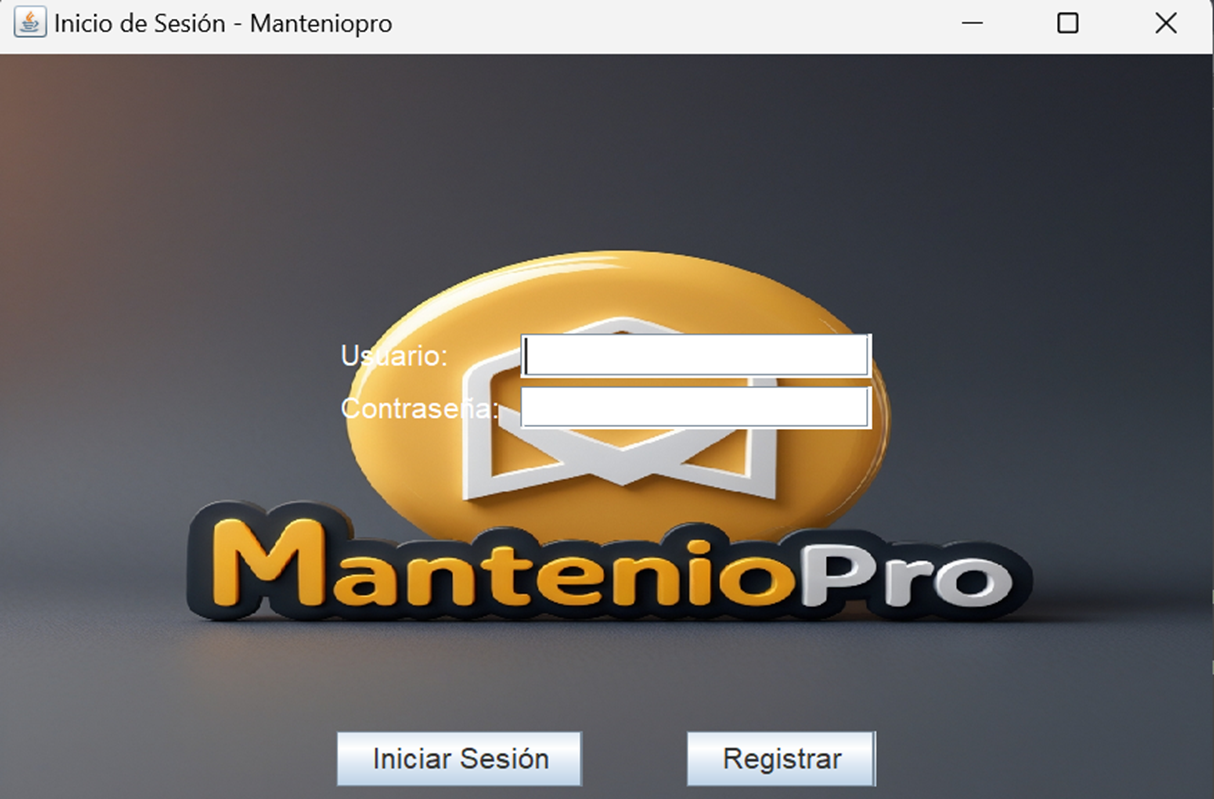 Inicio de Sesión - Manteniopro
Usuario:
Contraseña:
MantenioPro
Iniciar Sesión
Registrar